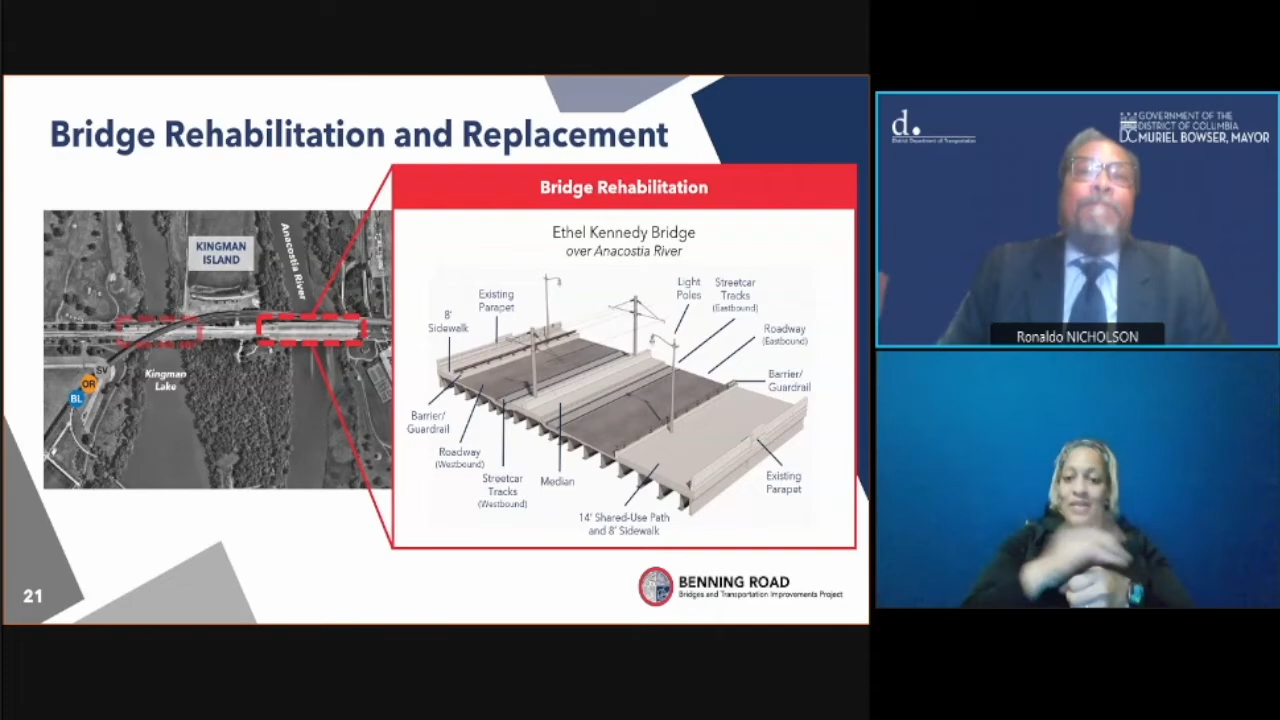 Bridge Rehabilitation and Replacement
KINGMAN
ISLAND
Anacostia River
Kingman
Lake
SV
OR
BL
Bridge Rehabilitation
Ethel Kennedy Bridge
over Anacostia River
Existing
Parapet
8'
Sidewalk
Light
Poles
Streetcar
Tracks
(Eastbound)
Roadway
(Eastbound)
Barrier/
Guardrail
Barrier/
Guardrail
Roadway
(Westbound)
Streetcar
Tracks
(Westbound)
Median
14' Shared-Use Path
and 8' Sidewalk
Existing
Parapet
21
BENNING ROAD
Bridges and Transportation Improvements Project
d.
District Department of Transportation
GOVERNMENT OF THE
DISTRICT OF COLUMBIA
DC MURIEL BOWSER, MAYOR
Ronaldo NICHOLSON